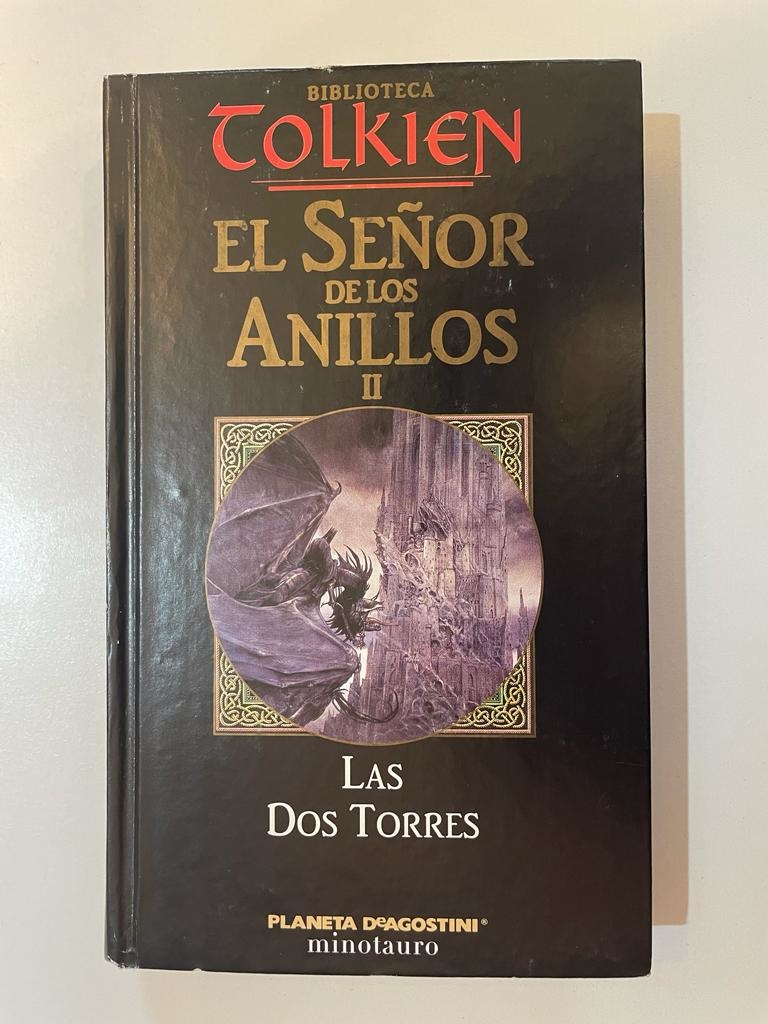 BIBLIOTECA
TOLKIEN
EL SEÑOR
DE LOS
ANILLOS
II
LAS
DOS TORRES
PLANETA DeAGOSTINI®
minotauro